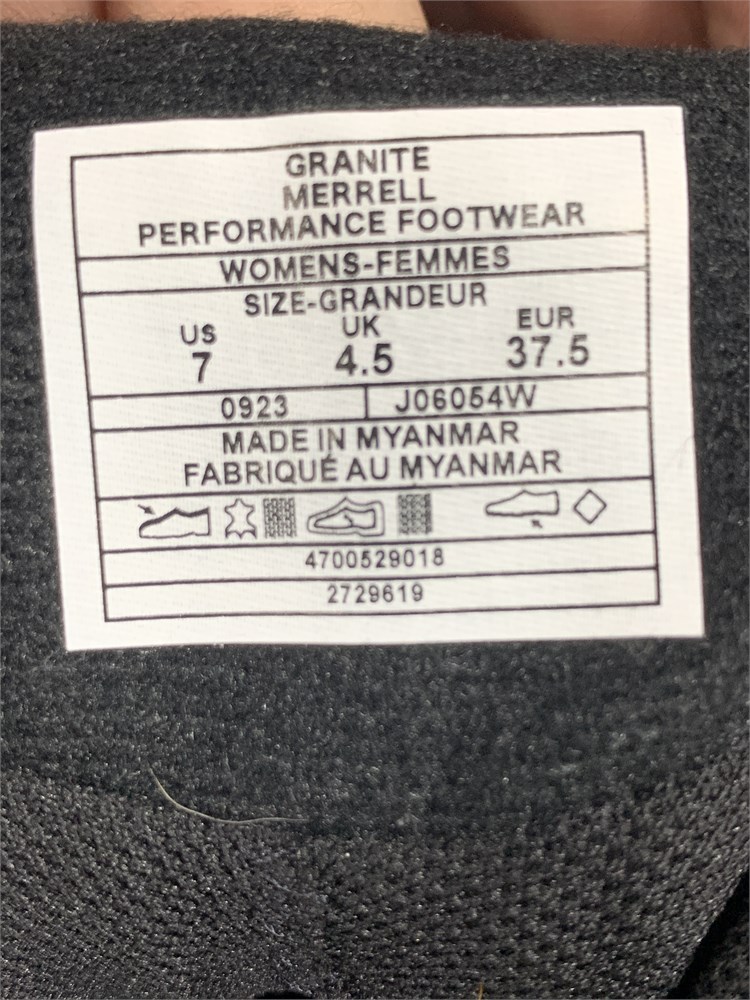 GRANITE
MERRELL
PERFORMANCE FOOTWEAR
WOMENS-FEMMES
SIZE-GRANDEUR
US UK EUR
7 4.5 37.5
0923 J06054W
MADE IN MYANMAR
FABRIQUÉ AU MYANMAR
4700529018
2729619